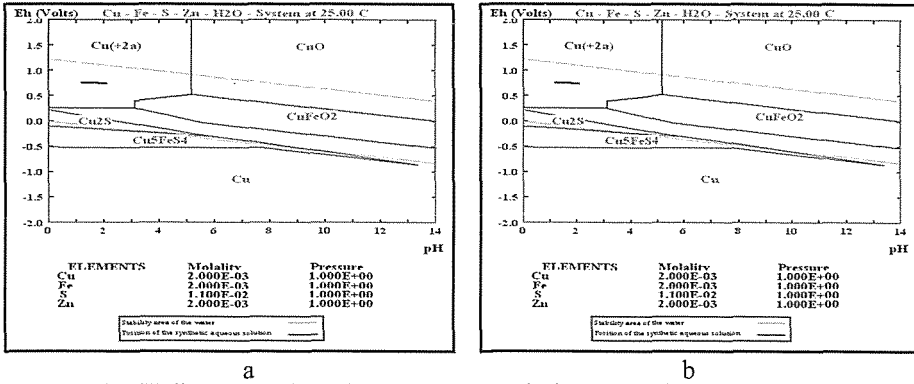 Eh (Volts) Cu - Fe - S - Zn - H2O - System at 25.00 C
2.0
1.5
1.0
0.5
0.0
-0.5
-1.0
-1.5
-2.0
Cu(+2a)
CuO
CuFeO2
Cu2S
Cu5FeS4
Cu
0 2 4 6 8 10 12 14
pH
ELEMENTS Molality Pressure
Cu 2.000E-03 1.000E+00
Fe 2.000E-03 1.000E+00
S 1.100E-02 1.000E+00
Zn 2.000E-03 1.000E+00
Stability area of the water
Position of the synthetic aqueous solution
a
Eh (Volts) Cu - Fe - S - Zn - H2O - System at 25.00 C
2.0
1.5
1.0
0.5
0.0
-0.5
-1.0
-1.5
-2.0
Cu(+2a)
CuO
CuFeO2
Cu2S
Cu5FeS4
Cu
0 2 4 6 8 10 12 14
pH
ELEMENTS Molality Pressure
Cu 2.000E-03 1.000E+00
Fe 2.000E-03 1.000E+00
S 1.100E-02 1.000E+00
Zn 2.000E-03 1.000E+00
Stability area of the water
Position of the synthetic aqueous solution
b